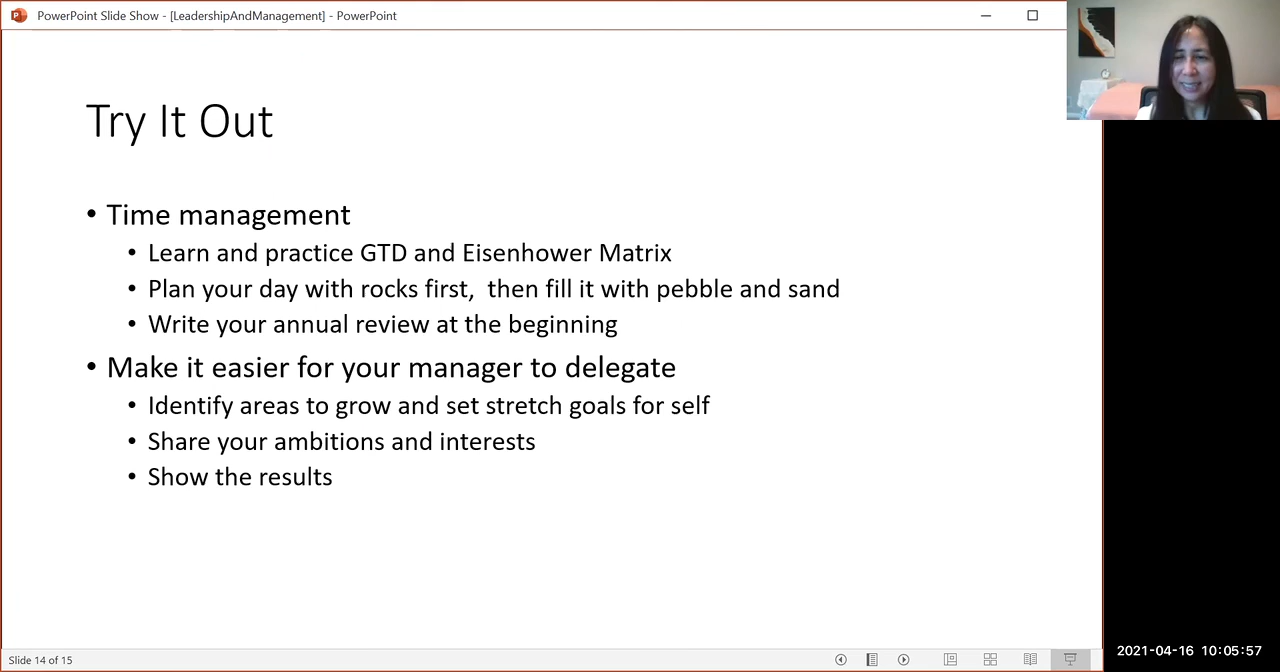 PowerPoint Slide Show - [LeadershipAndManagement] - PowerPoint
Try It Out
• Time management
• Learn and practice GTD and Eisenhower Matrix
• Plan your day with rocks first,  then fill it with pebble and sand
• Write your annual review at the beginning
• Make it easier for your manager to delegate
• Identify areas to grow and set stretch goals for self
• Share your ambitions and interests
• Show the results
Slide 14 of 15
2021-04-16 10:05:57